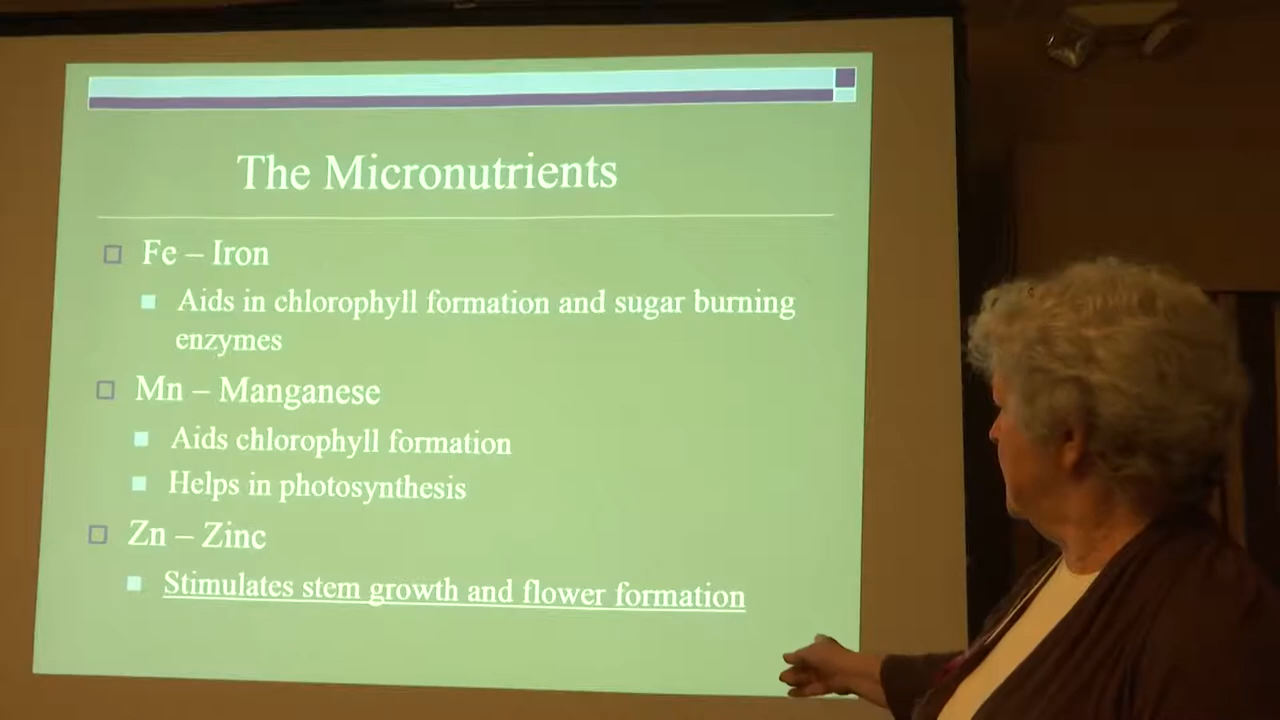 The Micronutrients
Fe – Iron
Aids in chlorophyll formation and sugar burning
enzymes
Mn – Manganese
Aids chlorophyll formation
Helps in photosynthesis
Zn – Zinc
Stimulates stem growth and flower formation